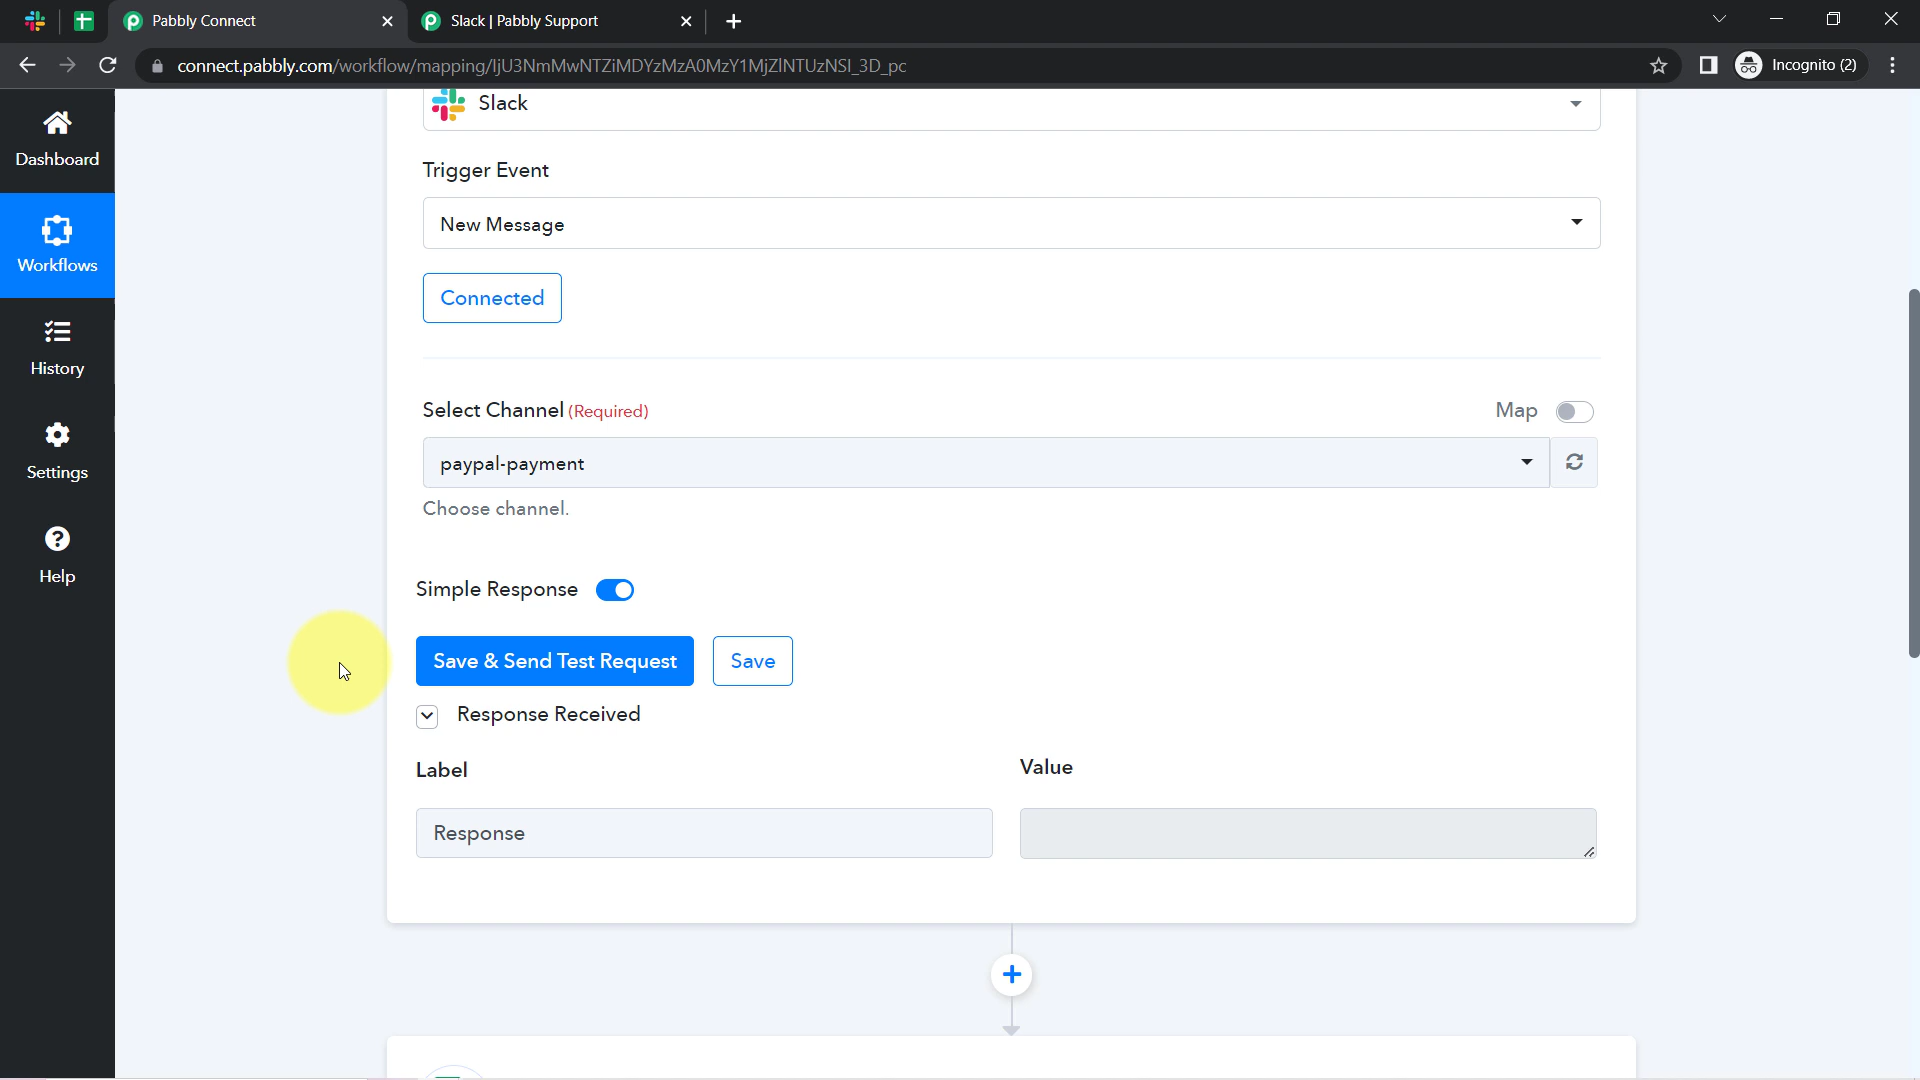 Pabbly Connect
Slack | Pabbly Support
connect.pabbly.com/workflow/mapping/IjU3NmMwNTZiMDYzMzA0MzY1MjZlNTUzNSI_3D_pc
Incognito (2)
Dashboard
Workflows
History
Settings
Help
Slack
Trigger Event
New Message
Connected
Select Channel (Required)
Map
paypal-payment
Choose channel.
Simple Response
Save & Send Test Request
Save
Response Received
Label
Value
Response